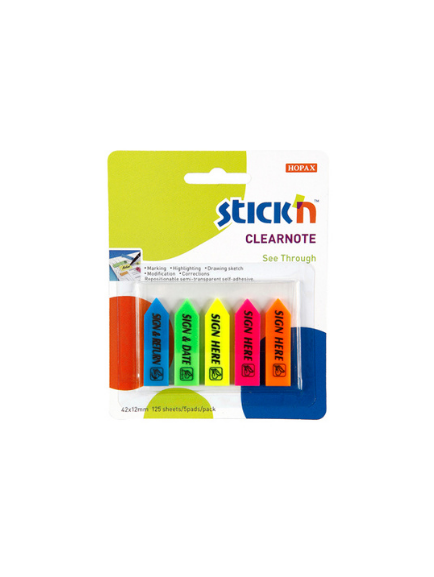 HOPAX
STICK'n™
CLEARNOTE
See Through
• Marking • Highlighting • Drawing sketch
• Modification • Corrections
Repositionable semi-transparent self-adhesive
SIGN & RETURN
SIGN & DATE
SIGN HERE
SIGN HERE
SIGN HERE
42x12mm 125 sheets/5pads/pack